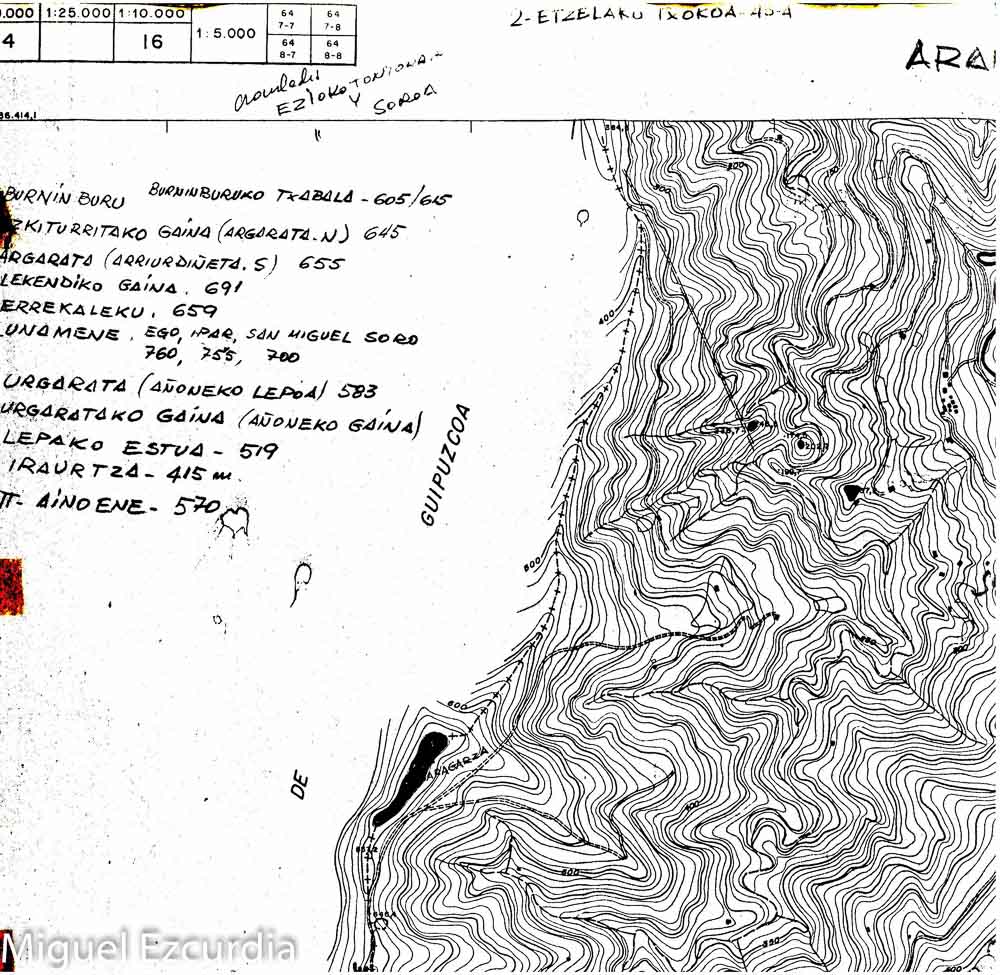 .000 1:25.000 1:10.000 1:5.000 64 7-7 64 7-8
4 16 64 8-7 64 8-8
2-ETZELAKU TXOKOA-45-A
ARA
EZIOKO TONTONA
Y SOROA
86.414,1
BURNIN BURU BURNINBURUKO TXABALA - 605/615
ZKITURRITAKO GAINA (ARGARATA.N) 645
ARGARATA (ARRIURDIÑETA.S) 655
LEKENDIKO GAINA. 691
ERREKALEKU. 659
UNAMENE. EGO, IPAR, SAN MIGUEL SORO
760, 755, 700
URGARATA (AÑONEKO LEPOA) 583
URGARATAKO GAINA (AÑONEKO GAINA)
LEPAKO ESTUA - 519
IRAURTZA - 415 m.
π- AINOENE - 570
GUIPUZCOA
DE
400
500
600
ARAGARZA
600
550
Miguel Ezcurdia